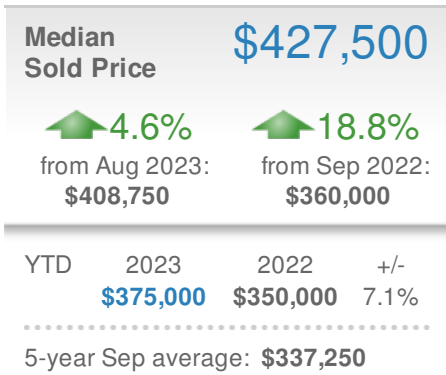 Median
Sold Price
$427,500
4.6% 18.8%
from Aug 2023: from Sep 2022:
$408,750 $360,000
YTD 2023 2022 +/-
$375,000 $350,000 7.1%
5-year Sep average: $337,250